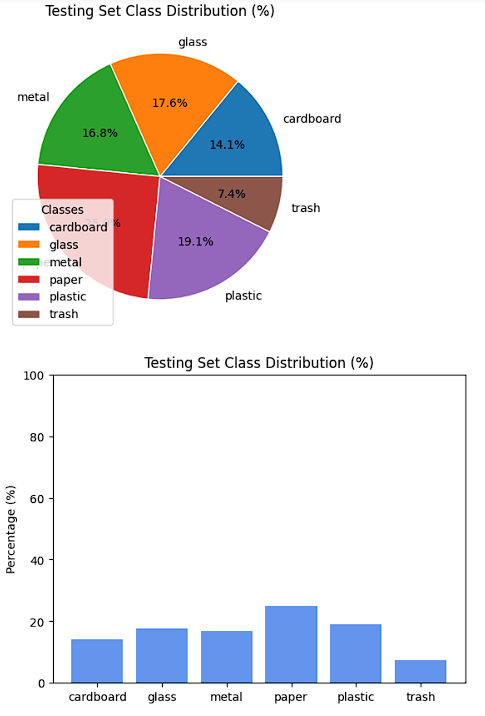 Testing Set Class Distribution (%)
glass
metal
cardboard
17.6%
16.8%
14.1%
7.4%
trash
19.1%
plastic
Classes
cardboard
glass
metal
paper
plastic
trash
Testing Set Class Distribution (%)
Percentage (%)
100
80
60
40
20
0
cardboard glass metal paper plastic trash